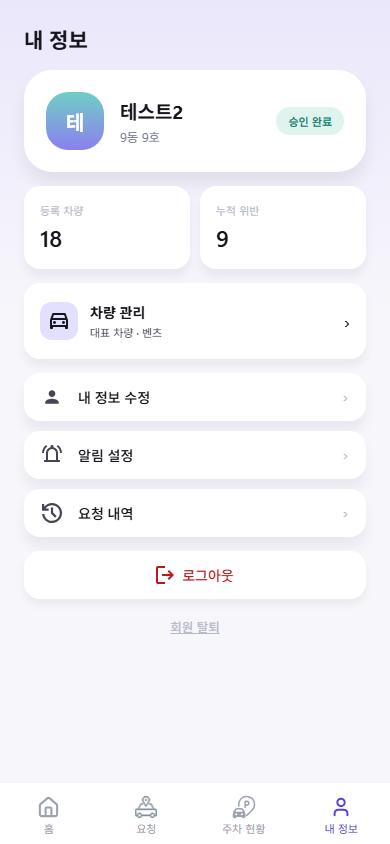 내 정보
테
테스트2
9동 9호
승인 완료
등록 차량
18
누적 위반
9
차량 관리
대표 차량 · 벤츠
내 정보 수정
알림 설정
요청 내역
로그아웃
회원 탈퇴
홈
요청
주차 현황
내 정보